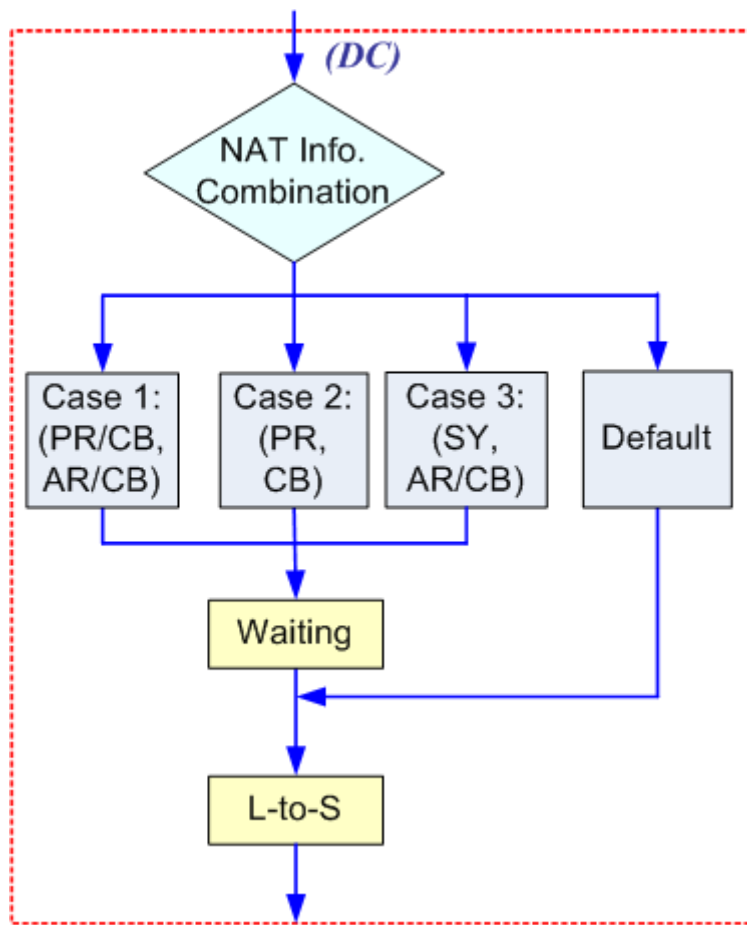 (DC)
NAT Info.
Combination
Case 1:
(PR/CB,
AR/CB)
Case 2:
(PR,
CB)
Case 3:
(SY,
AR/CB)
Default
Waiting
L-to-S